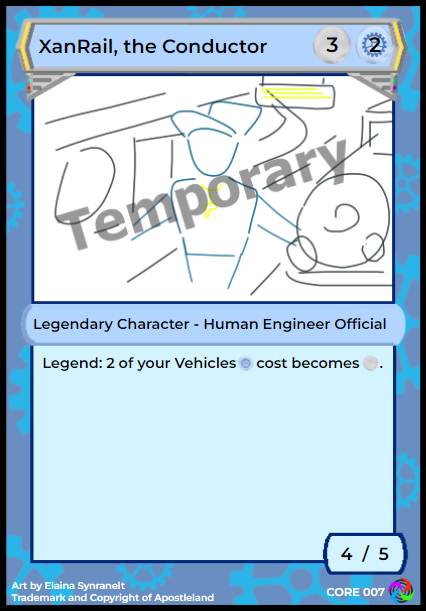 XanRail, the Conductor 3 2
Temporary
Legendary Character - Human Engineer Official
Legend: 2 of your Vehicles cost becomes .
4 / 5
Art by Elaina Synranelt
Trademark and Copyright of Apostleland
CORE 007